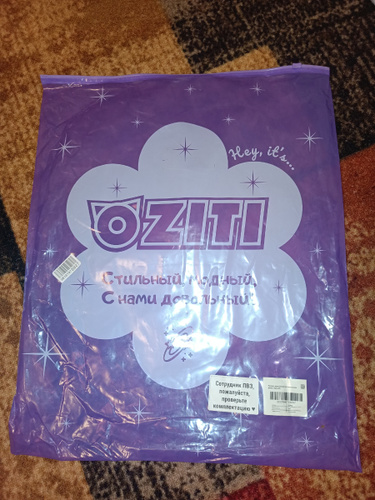 Hey, it's....
OZITI
Стильный, модный,
С нами довольный!
Сотрудник ПВЗ,
пожалуйста,
проверьте
комплектацию ♥